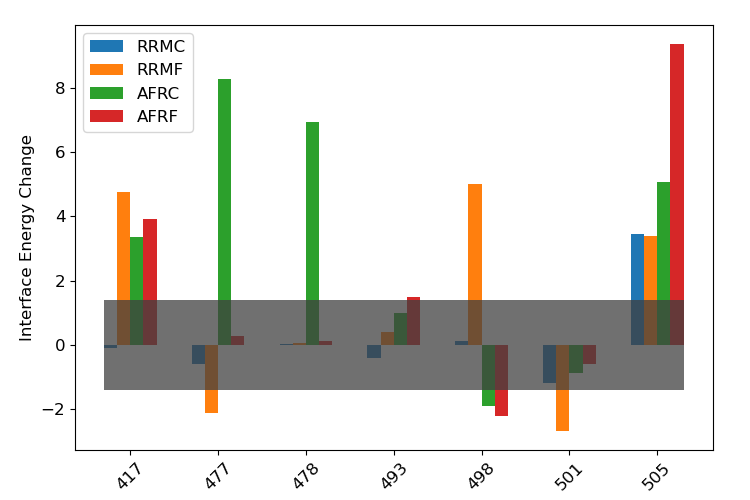 RRMC
RRMF
AFRC
AFRF
Interface Energy Change
8
6
4
2
0
−2
417
477
478
493
498
501
505